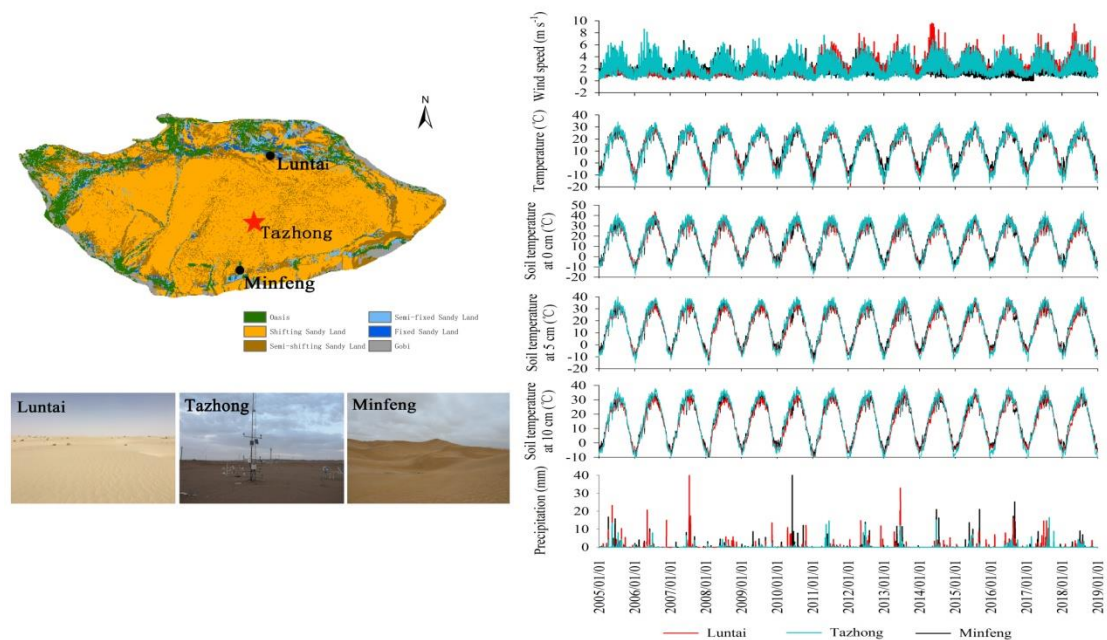 N
Luntai
Tazhong
Minfeng
Oasis
Semi-fixed Sandy Land
Shifting Sandy Land
Fixed Sandy Land
Semi-shifting Sandy Land
Gobi
Luntai
Tazhong
Minfeng
Wind speed (m s⁻¹)
10
8
6
4
2
0
-2
Temperature (℃)
40
30
20
10
0
-10
-20
Soil temperature
at 0 cm (℃)
50
40
30
20
10
0
-10
-20
Soil temperature
at 5 cm (℃)
40
30
20
10
0
-10
-20
Soil temperature
at 10 cm (℃)
40
30
20
10
0
-10
Precipitation (mm)
40
30
20
10
0
2005/01/01
2006/01/01
2007/01/01
2008/01/01
2009/01/01
2010/01/01
2011/01/01
2012/01/01
2013/01/01
2014/01/01
2015/01/01
2016/01/01
2017/01/01
2018/01/01
2019/01/01
Luntai
Tazhong
Minfeng